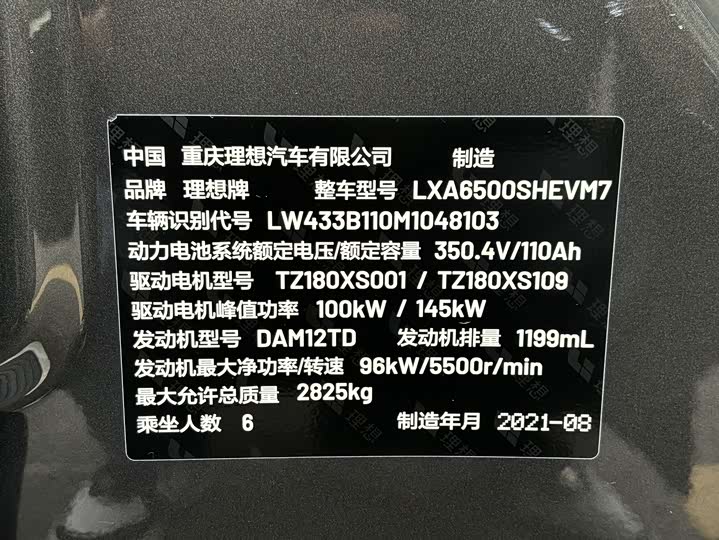 中国 重庆理想汽车有限公司 制造
品牌 理想牌 整车型号 LXA6500SHEVM7
车辆识别代号 LW433B110M1048103
动力电池系统额定电压/额定容量 350.4V/110Ah
驱动电机型号 TZ180XS001 / TZ180XS109
驱动电机峰值功率 100kW / 145kW
发动机型号 DAM12TD 发动机排量 1199mL
发动机最大净功率/转速 96kW/5500r/min
最大允许总质量 2825kg
乘坐人数 6 制造年月 2021-08